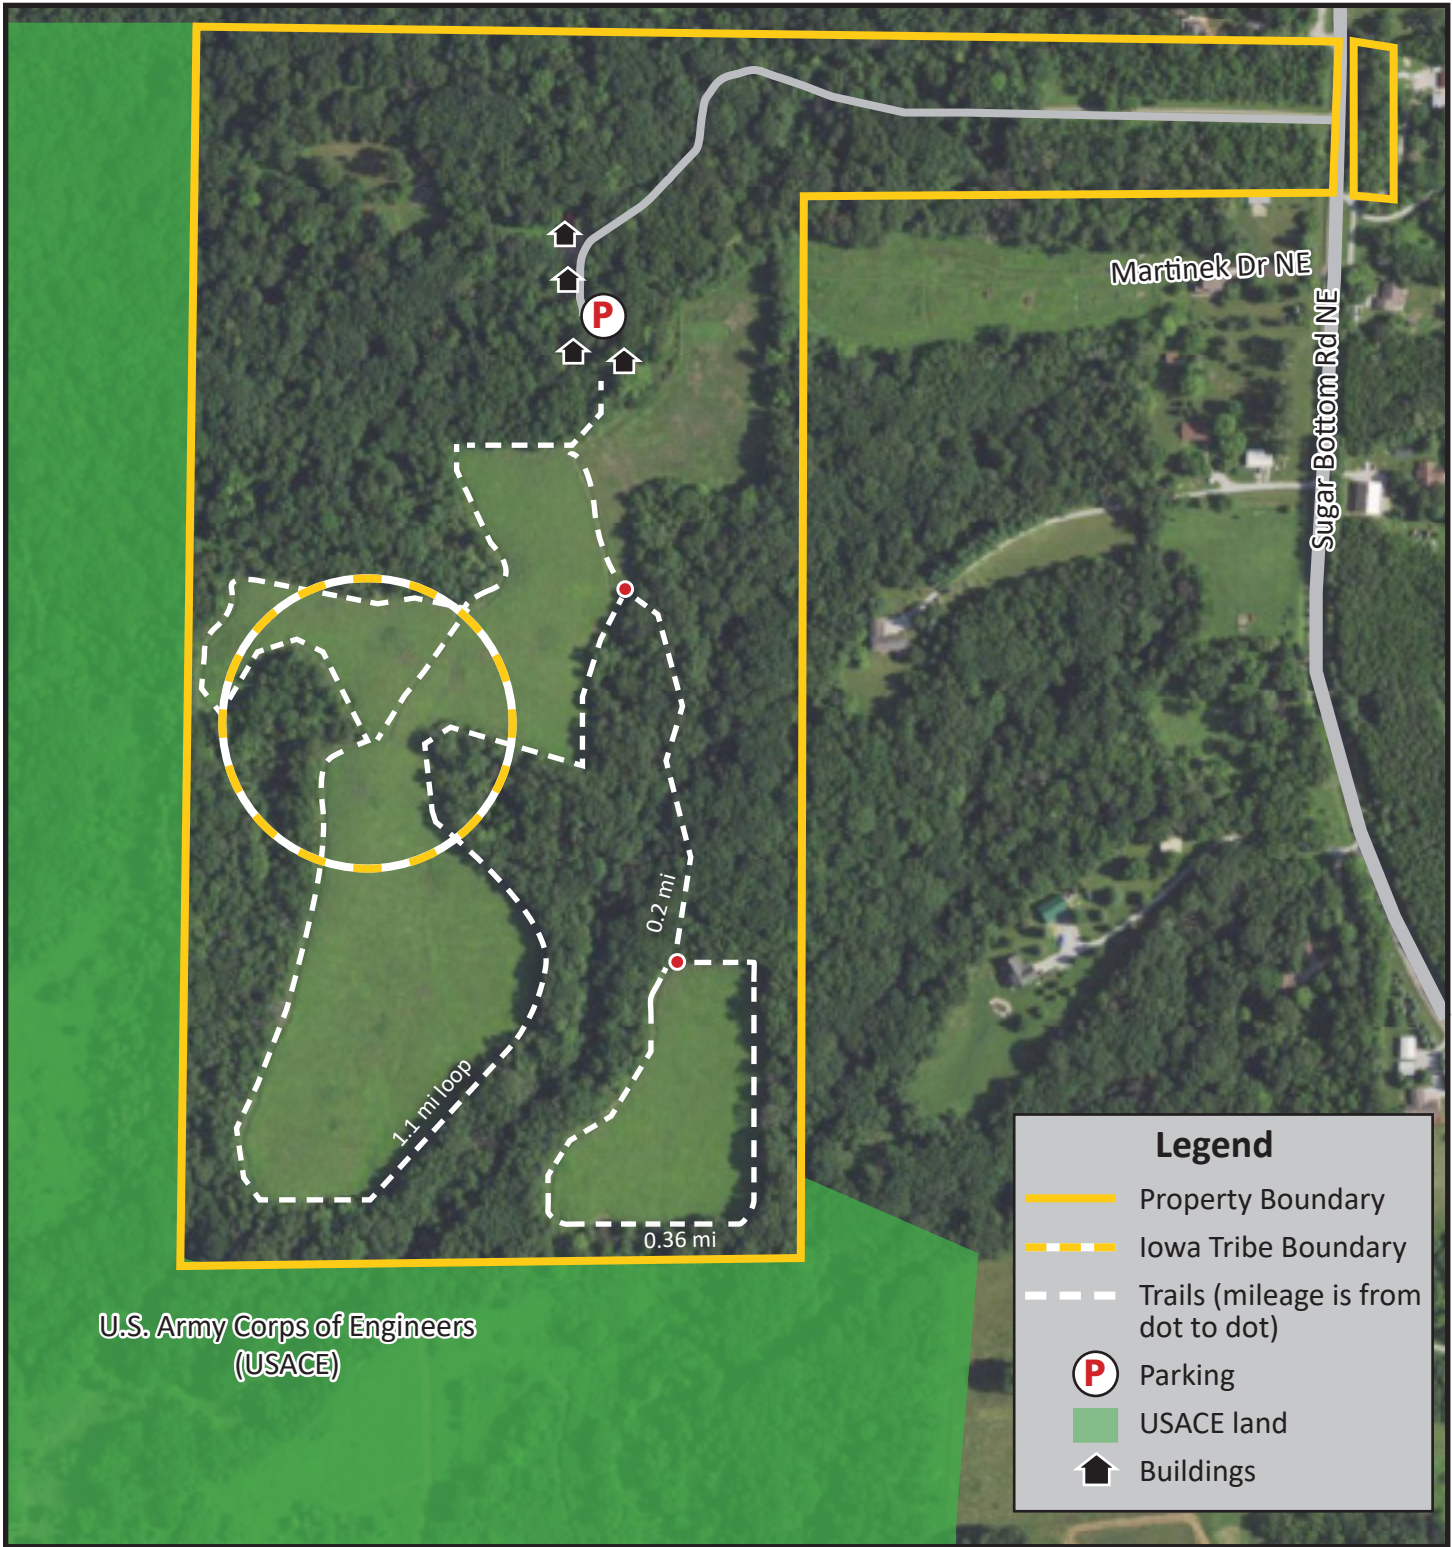 Martinek Dr NE
Sugar Bottom Rd NE
P
0.2 mi
1.1 mi loop
0.36 mi
U.S. Army Corps of Engineers
(USACE)
Legend
Property Boundary
Iowa Tribe Boundary
Trails (mileage is from
dot to dot)
P
Parking
USACE land
Buildings